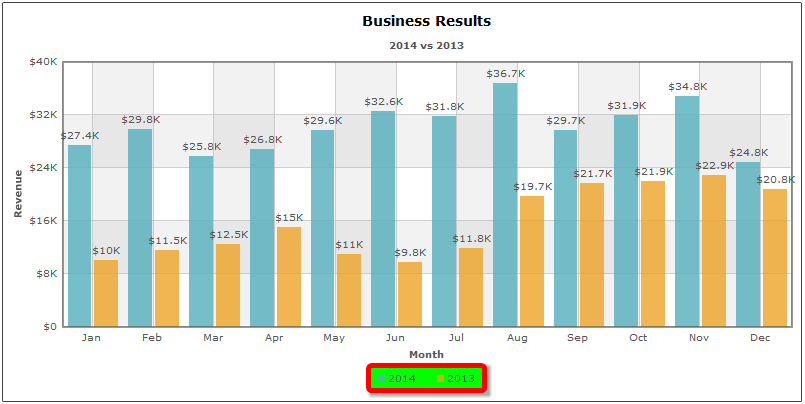 Business Results
2014 vs 2013
$40K
$32K
$24K
$16K
$8K
$0
Revenue
$27.4K
$10K
$29.8K
$11.5K
$25.8K
$12.5K
$26.8K
$15K
$29.6K
$11K
$32.6K
$9.8K
$31.8K
$11.8K
$36.7K
$19.7K
$29.7K
$21.7K
$31.9K
$21.9K
$34.8K
$22.9K
$24.8K
$20.8K
Jan Feb Mar Apr May Jun Jul Aug Sep Oct Nov Dec
Month
2014 2013